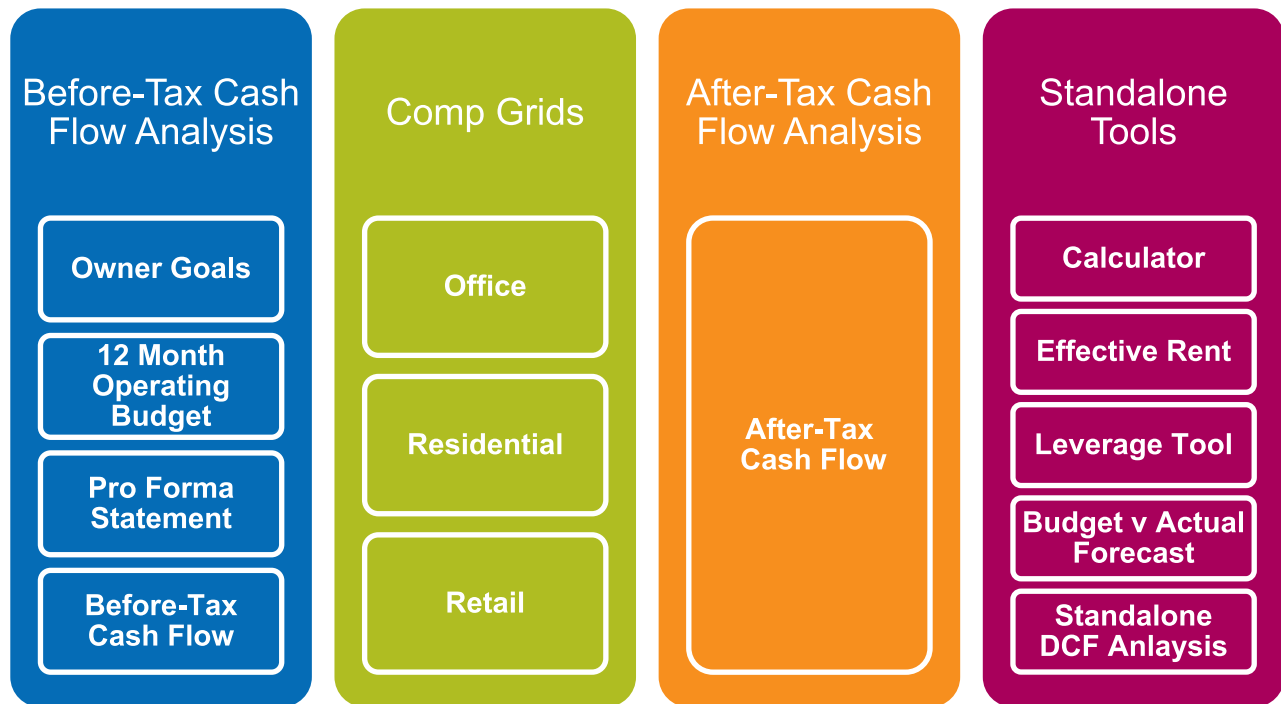 Before-Tax Cash
Flow Analysis
Owner Goals
12 Month
Operating
Budget
Pro Forma
Statement
Before-Tax
Cash Flow
Comp Grids
Office
Residential
Retail
After-Tax Cash
Flow Analysis
After-Tax
Cash Flow
Standalone
Tools
Calculator
Effective Rent
Leverage Tool
Budget v Actual
Forecast
Standalone
DCF Anlaysis